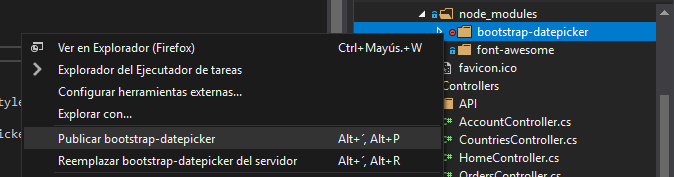 node_modules
bootstrap-datepicker
font-awesome
favicon.ico
Controllers
API
AccountController.cs
CountriesController.cs
HomeController.cs
OrdersController.cs
Ver en Explorador (Firefox) Ctrl+Mayús.+W
Explorador del Ejecutador de tareas
Configurar herramientas externas...
Explorar con...
Publicar bootstrap-datepicker Alt+´, Alt+P
Reemplazar bootstrap-datepicker del servidor Alt+´, Alt+R